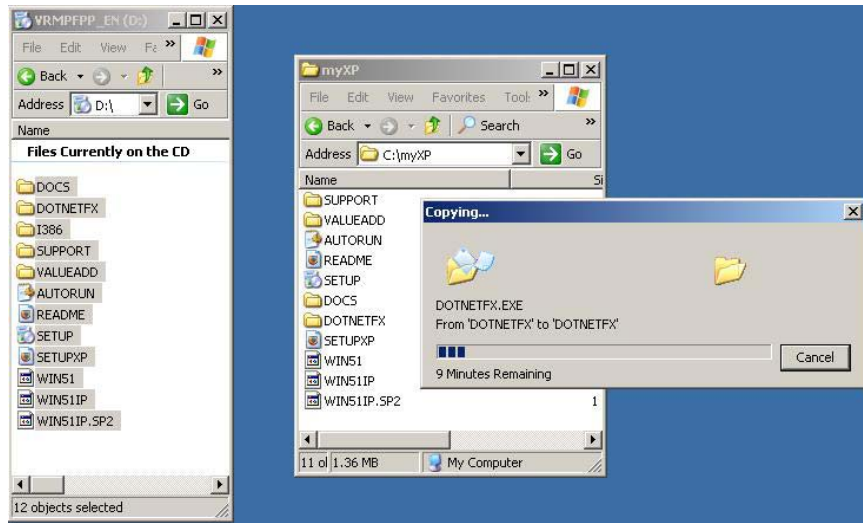 VRMPFPP_EN (D:)
File Edit View Fa »
Back »
Address D:\ Go
Name
Files Currently on the CD
DOCS
DOTNETFX
I386
SUPPORT
VALUEADD
AUTORUN
README
SETUP
SETUPXP
WIN51
WIN51IP
WIN51IP.SP2
12 objects selected
myXP
File Edit View Favorites Tools »
Back Search »
Address C:\myXP Go
Name Si
SUPPORT
VALUEADD
AUTORUN
README
SETUP
DOCS
DOTNETFX
SETUPXP
WIN51
WIN51IP
WIN51IP.SP2 1
11 ol 1.36 MB My Computer
Copying...
DOTNETFX.EXE
From 'DOTNETFX' to 'DOTNETFX'
9 Minutes Remaining
Cancel